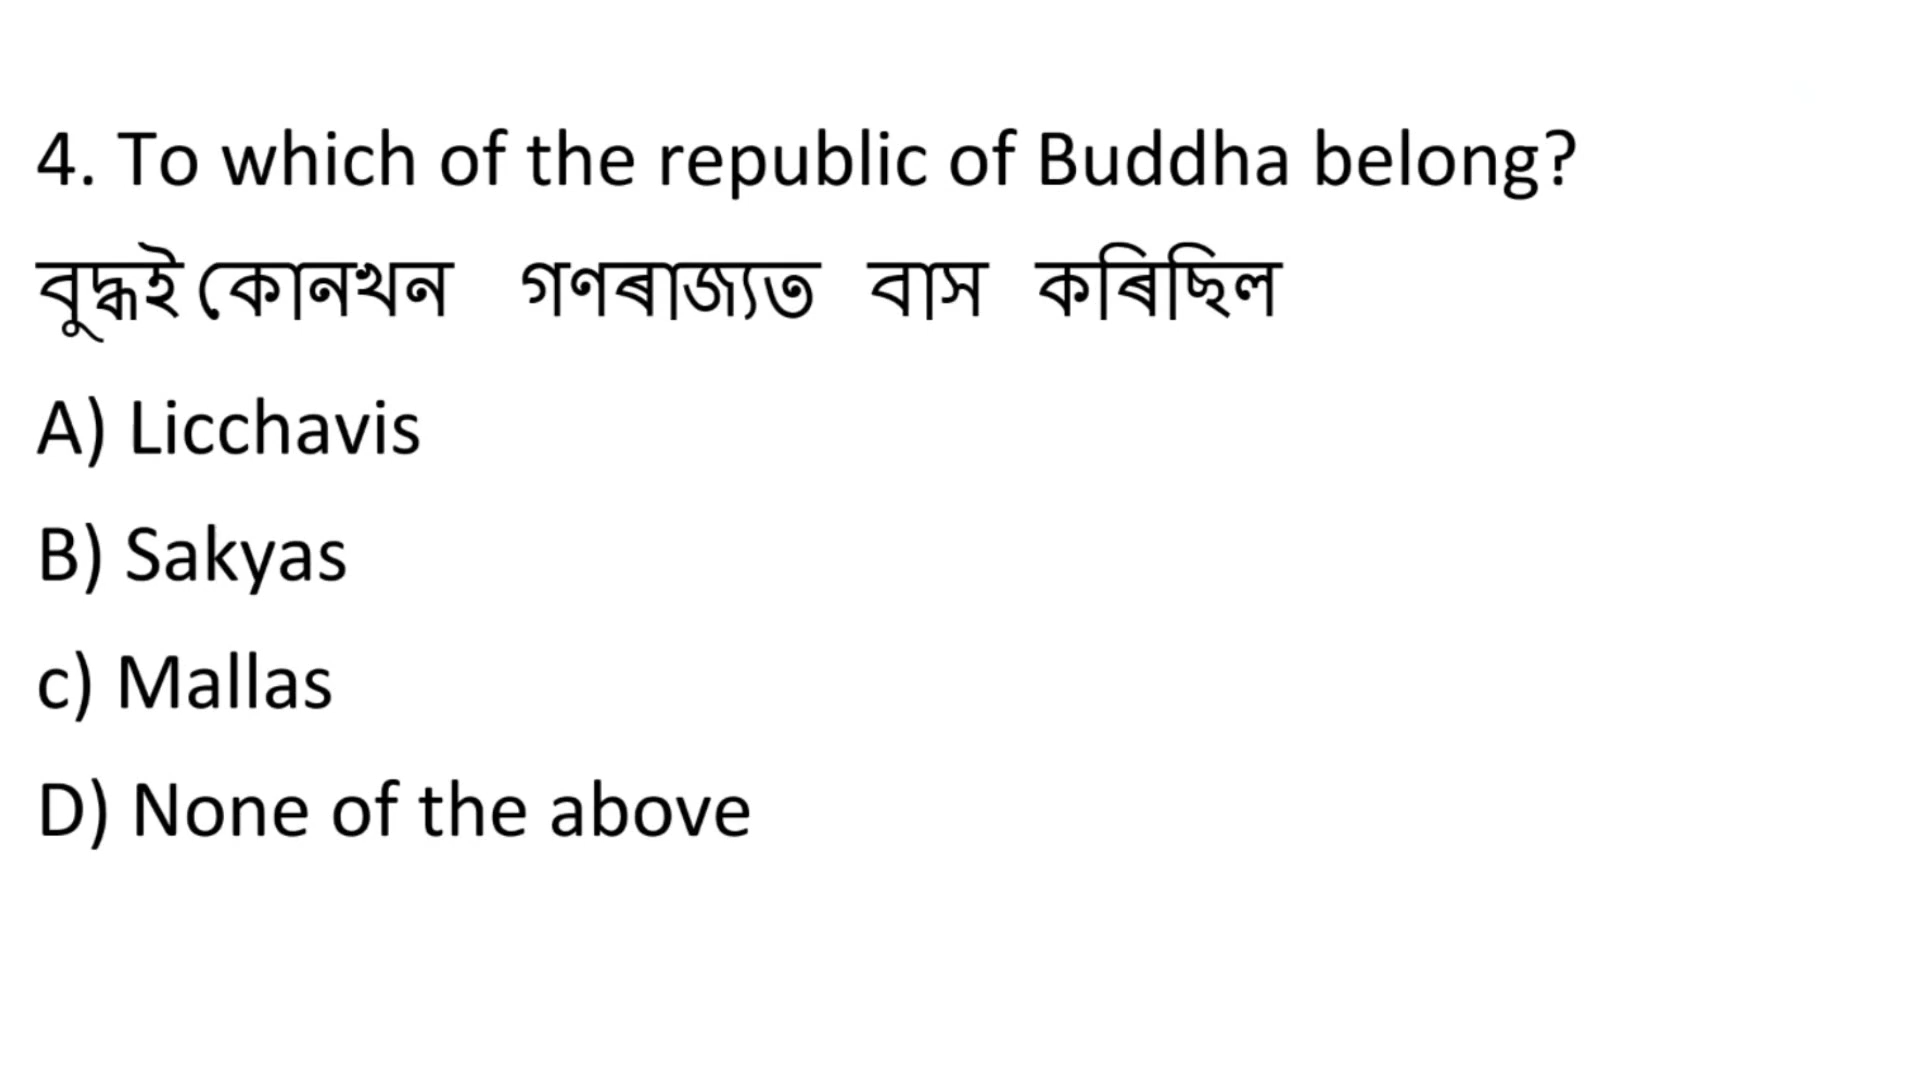 4. To which of the republic of Buddha belong?
বুদ্ধই কোনখন গণৰাজ্যত বাস কৰিছিল
A) Licchavis
B) Sakyas
c) Mallas
D) None of the above